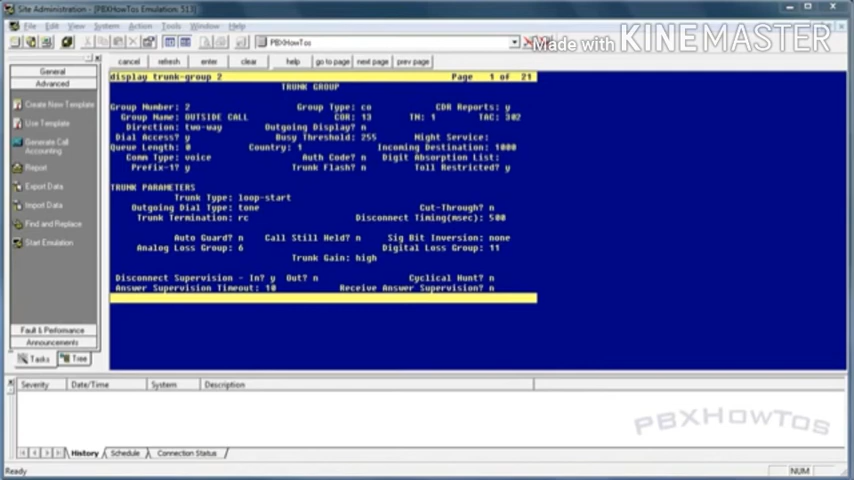 Site Administration - [PBXHowTos Emulation: 513]
File Edit View System Action Tools Window Help
PBXHowTos
Made with KINEMASTER
General
Advanced
cancel refresh enter clear help go to page next page prev page
display trunk-group 2 Page 1 of 21
TRUNK GROUP
Create New Template
Use Template
Generate Call Accounting
Report
Export Data
Import Data
Find and Replace
Start Emulation
Group Number: 2 Group Type: co CDR Reports: y
Group Name: OUTSIDE CALL COR: 13 TN: 1 TAC: 302
Direction: two-way Outgoing Display? n
Dial Access? y Busy Threshold: 255 Night Service:
Queue Length: 0 Country: 1 Incoming Destination: 1000
Comm Type: voice Auth Code? n Digit Absorption List:
Prefix-1? y Trunk Flash? n Toll Restricted? y
TRUNK PARAMETERS
Trunk Type: loop-start
Outgoing Dial Type: tone Cut-Through? n
Trunk Termination: rc Disconnect Timing(msec): 500
Auto Guard? n Call Still Held? n Sig Bit Inversion: none
Analog Loss Group: 6 Digital Loss Group: 11
Trunk Gain: high
Disconnect Supervision - In? y Out? n Cyclical Hunt? n
Answer Supervision Timeout: 10 Receive Answer Supervision? n
Fault & Performance
Announcements
Tasks Tree
Severity Date/Time System Description
PBXHowTos
History Schedule Connection Status
Ready NUM